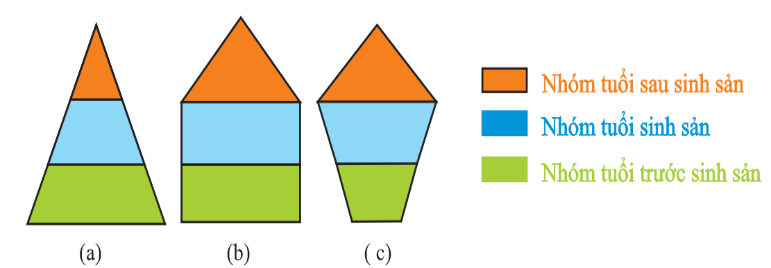 Nhóm tuổi sau sinh sản
Nhóm tuổi sinh sản
Nhóm tuổi trước sinh sản
(a)
(b)
( c)